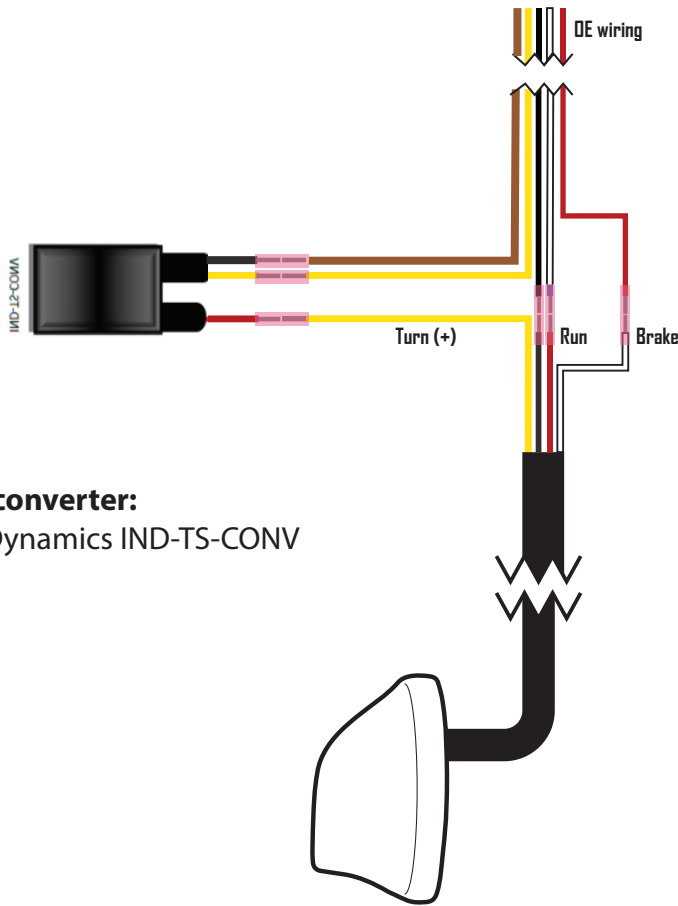 OE wiring
IND-TS-CONV
Turn (+)
Run
Brake
converter:
Dynamics IND-TS-CONV